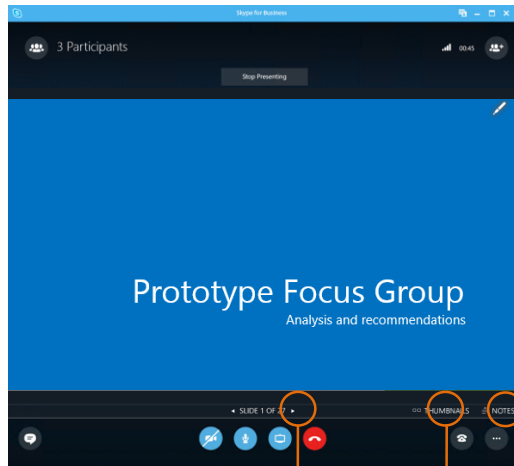 Skype for Business
3 Participants
00:45
Stop Presenting
Prototype Focus Group
Analysis and recommendations
SLIDE 1 OF 27
THUMBNAILS
NOTES